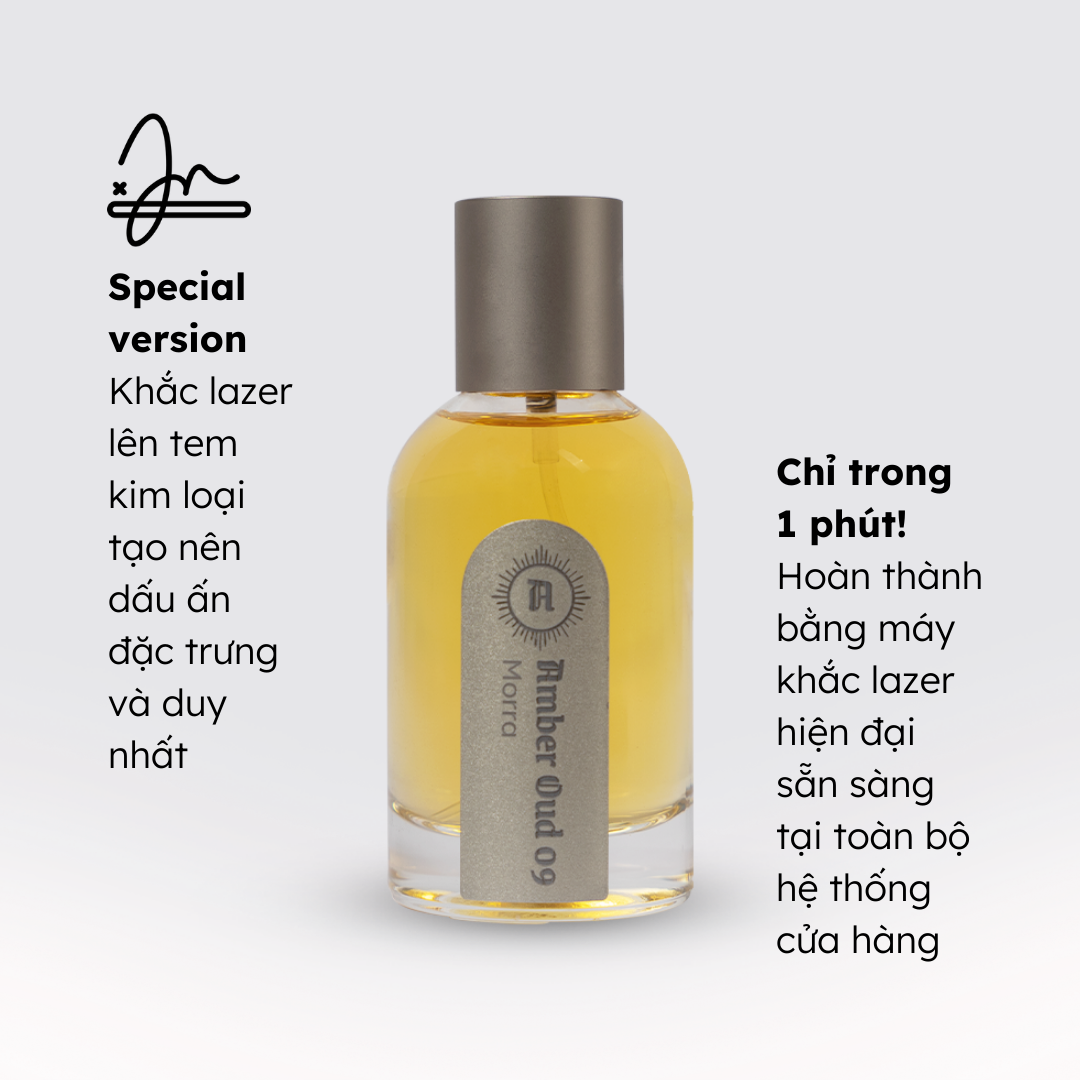 Special
version
Khắc lazer
lên tem
kim loại
tạo nên
dấu ấn
đặc trưng
và duy
nhất
A
Amber Oud 09
Morra
Chỉ trong
1 phút!
Hoàn thành
bằng máy
khắc lazer
hiện đại
sẵn sàng
tại toàn bộ
hệ thống
cửa hàng